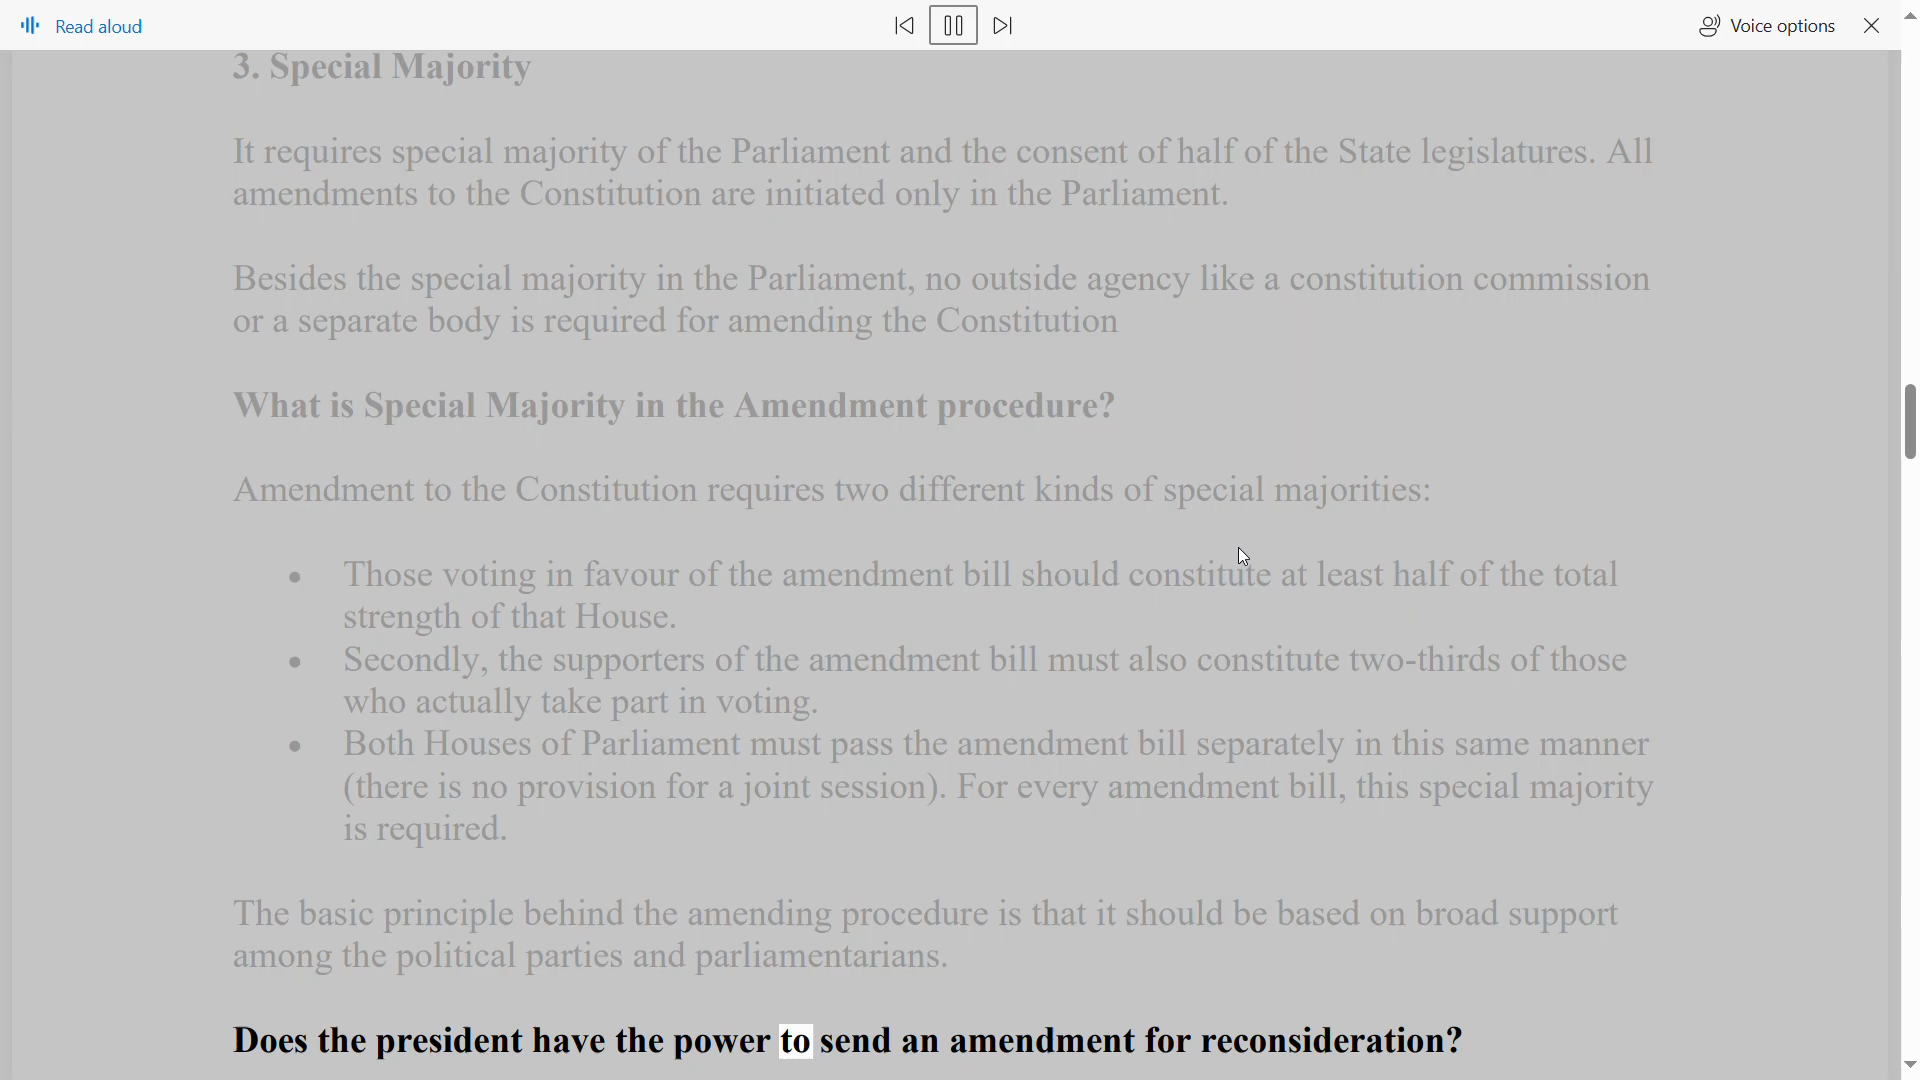 Read aloud
Voice options
3. Special Majority
It requires special majority of the Parliament and the consent of half of the State legislatures. All
amendments to the Constitution are initiated only in the Parliament.
Besides the special majority in the Parliament, no outside agency like a constitution commission
or a separate body is required for amending the Constitution
What is Special Majority in the Amendment procedure?
Amendment to the Constitution requires two different kinds of special majorities:
• Those voting in favour of the amendment bill should constitute at least half of the total
strength of that House.
• Secondly, the supporters of the amendment bill must also constitute two-thirds of those
who actually take part in voting.
• Both Houses of Parliament must pass the amendment bill separately in this same manner
(there is no provision for a joint session). For every amendment bill, this special majority
is required.
The basic principle behind the amending procedure is that it should be based on broad support
among the political parties and parliamentarians.
Does the president have the power to send an amendment for reconsideration?